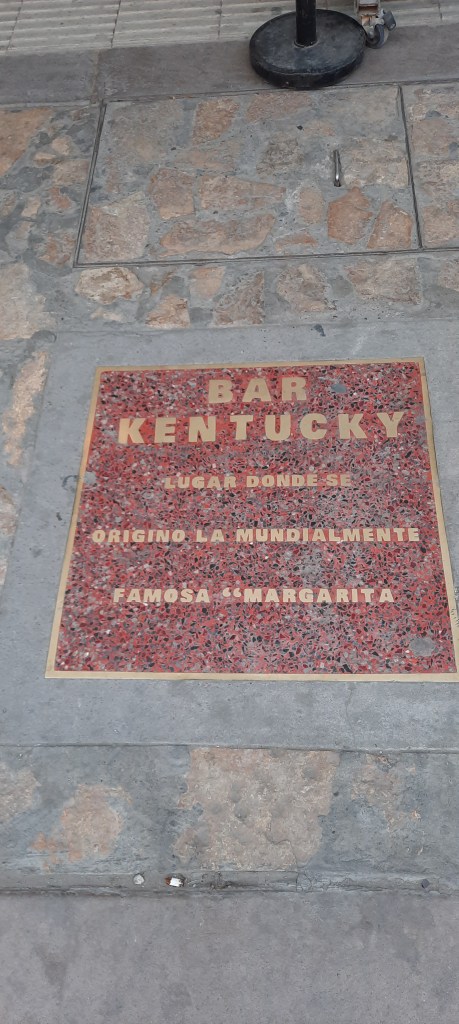 BAR
KENTUCKY
LUGAR DONDE SE
ORIGINO LA MUNDIALMENTE
FAMOSA “MARGARITA